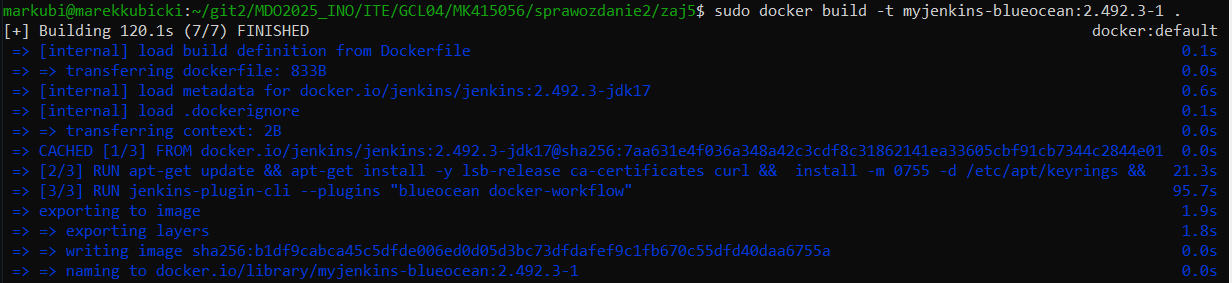 markubi@marekkubicki:~/git2/MDO2025_INO/ITE/GCL04/MK415056/sprawozdanie2/zaj5$ sudo docker build -t myjenkins-blueocean:2.492.3-1 .
[+] Building 120.1s (7/7) FINISHED docker:default
=> [internal] load build definition from Dockerfile 0.1s
=> => transferring dockerfile: 833B 0.0s
=> [internal] load metadata for docker.io/jenkins/jenkins:2.492.3-jdk17 0.6s
=> [internal] load .dockerignore 0.1s
=> => transferring context: 2B 0.0s
=> CACHED [1/3] FROM docker.io/jenkins/jenkins:2.492.3-jdk17@sha256:7aa631e4f036a348a42c3cdf8c31862141ea33605cbf91cb7344c2844e01 0.0s
=> [2/3] RUN apt-get update && apt-get install -y lsb-release ca-certificates curl &&  install -m 0755 -d /etc/apt/keyrings && 21.3s
=> [3/3] RUN jenkins-plugin-cli --plugins "blueocean docker-workflow" 95.7s
=> exporting to image 1.9s
=> => exporting layers 1.8s
=> => writing image sha256:b1df9cabca45c5dfde006ed0d05d3bc73dfdafef9c1fb670c55dfd40daa6755a 0.0s
=> => naming to docker.io/library/myjenkins-blueocean:2.492.3-1 0.0s